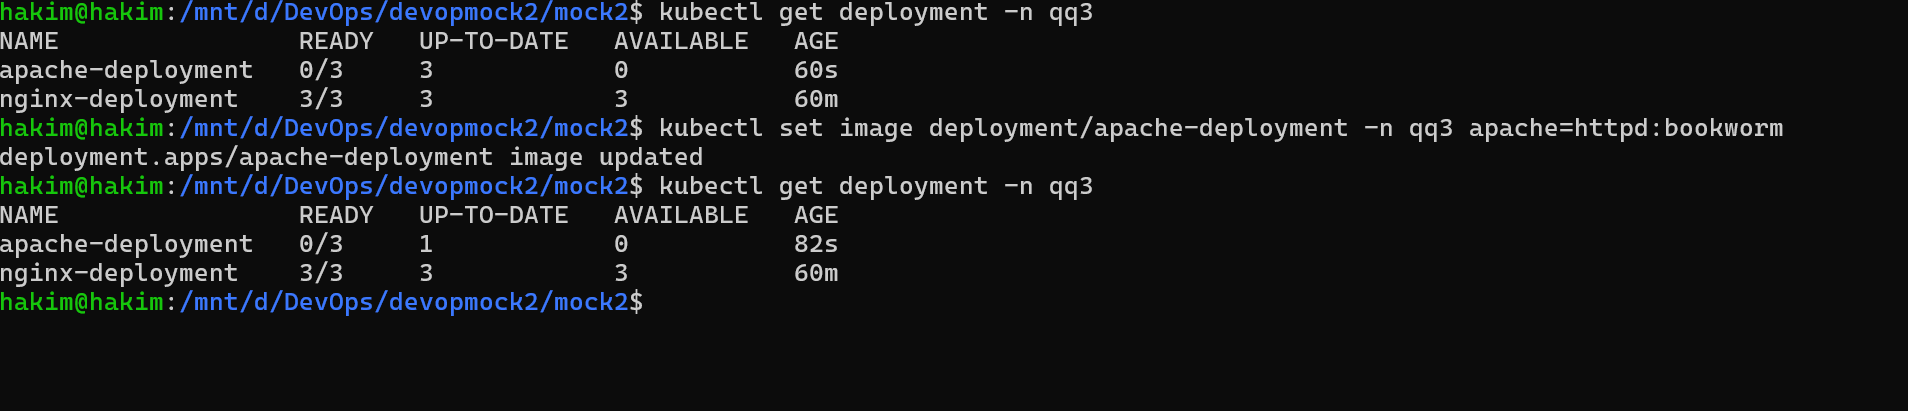 hakim@hakim:/mnt/d/DevOps/devopmock2/mock2$ kubectl get deployment -n qq3
NAME                READY   UP-TO-DATE   AVAILABLE   AGE
apache-deployment   0/3     3            0           60s
nginx-deployment    3/3     3            3           60m
hakim@hakim:/mnt/d/DevOps/devopmock2/mock2$ kubectl set image deployment/apache-deployment -n qq3 apache=httpd:bookworm
deployment.apps/apache-deployment image updated
hakim@hakim:/mnt/d/DevOps/devopmock2/mock2$ kubectl get deployment -n qq3
NAME                READY   UP-TO-DATE   AVAILABLE   AGE
apache-deployment   0/3     1            0           82s
nginx-deployment    3/3     3            3           60m
hakim@hakim:/mnt/d/DevOps/devopmock2/mock2$